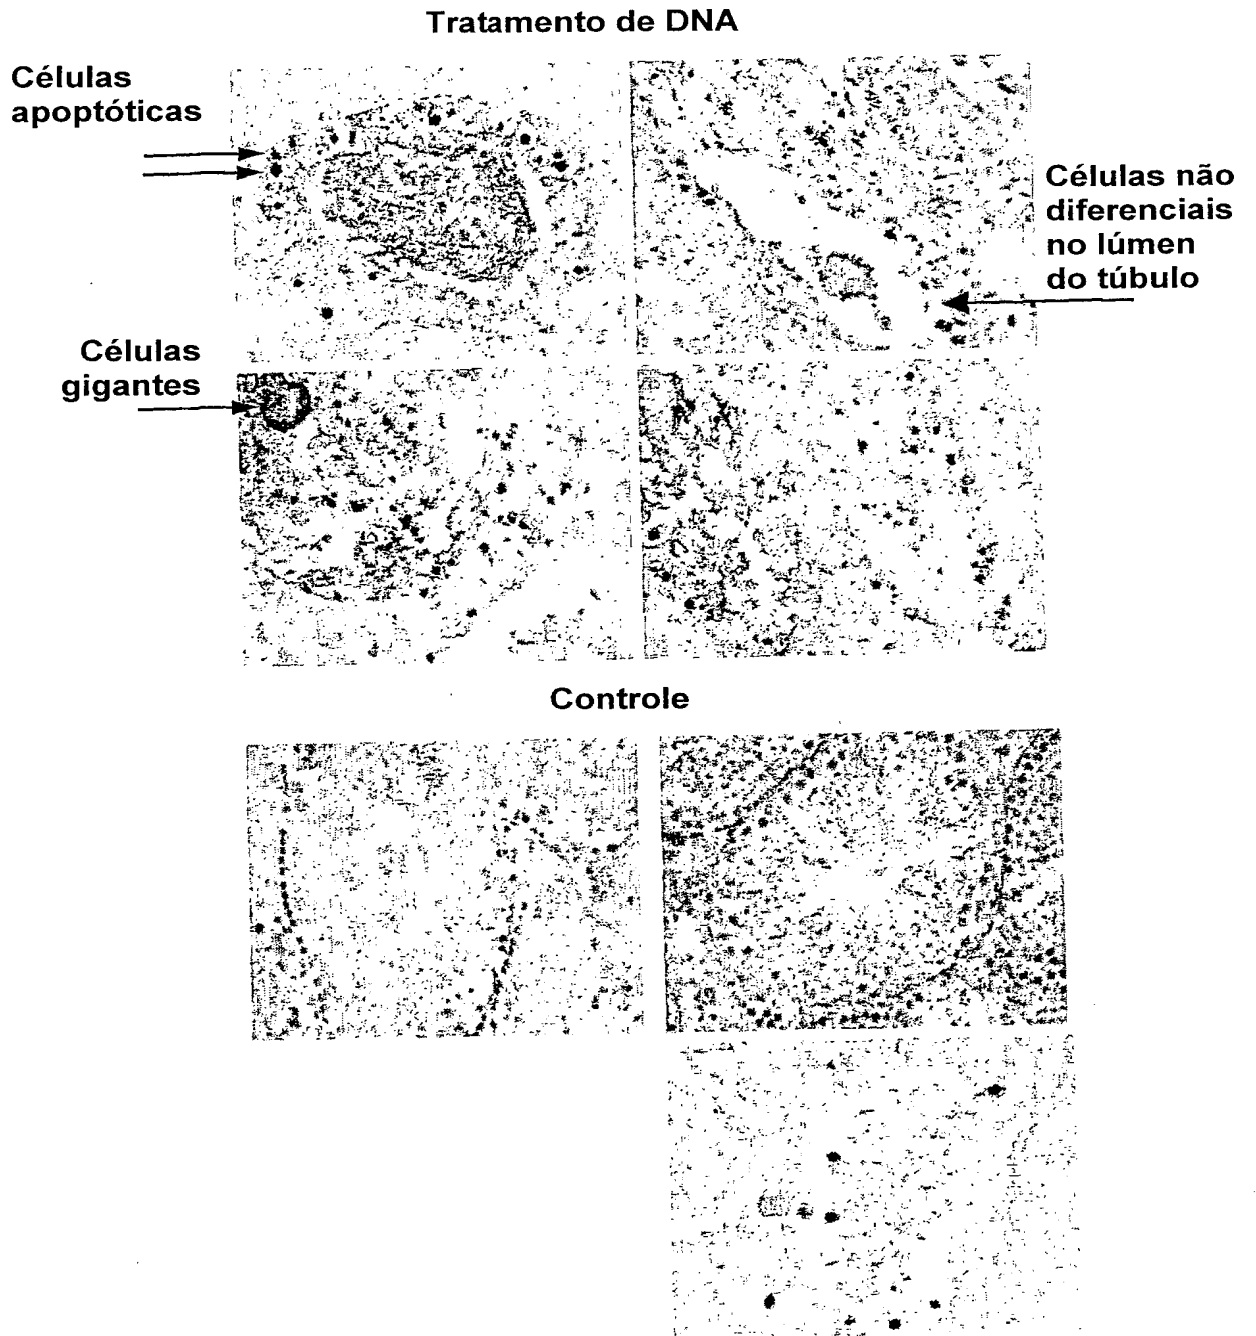 Tratamento de DNA
Células
apoptóticas
Células não
diferenciais
no lúmen
do túbulo
Células
gigantes
Controle